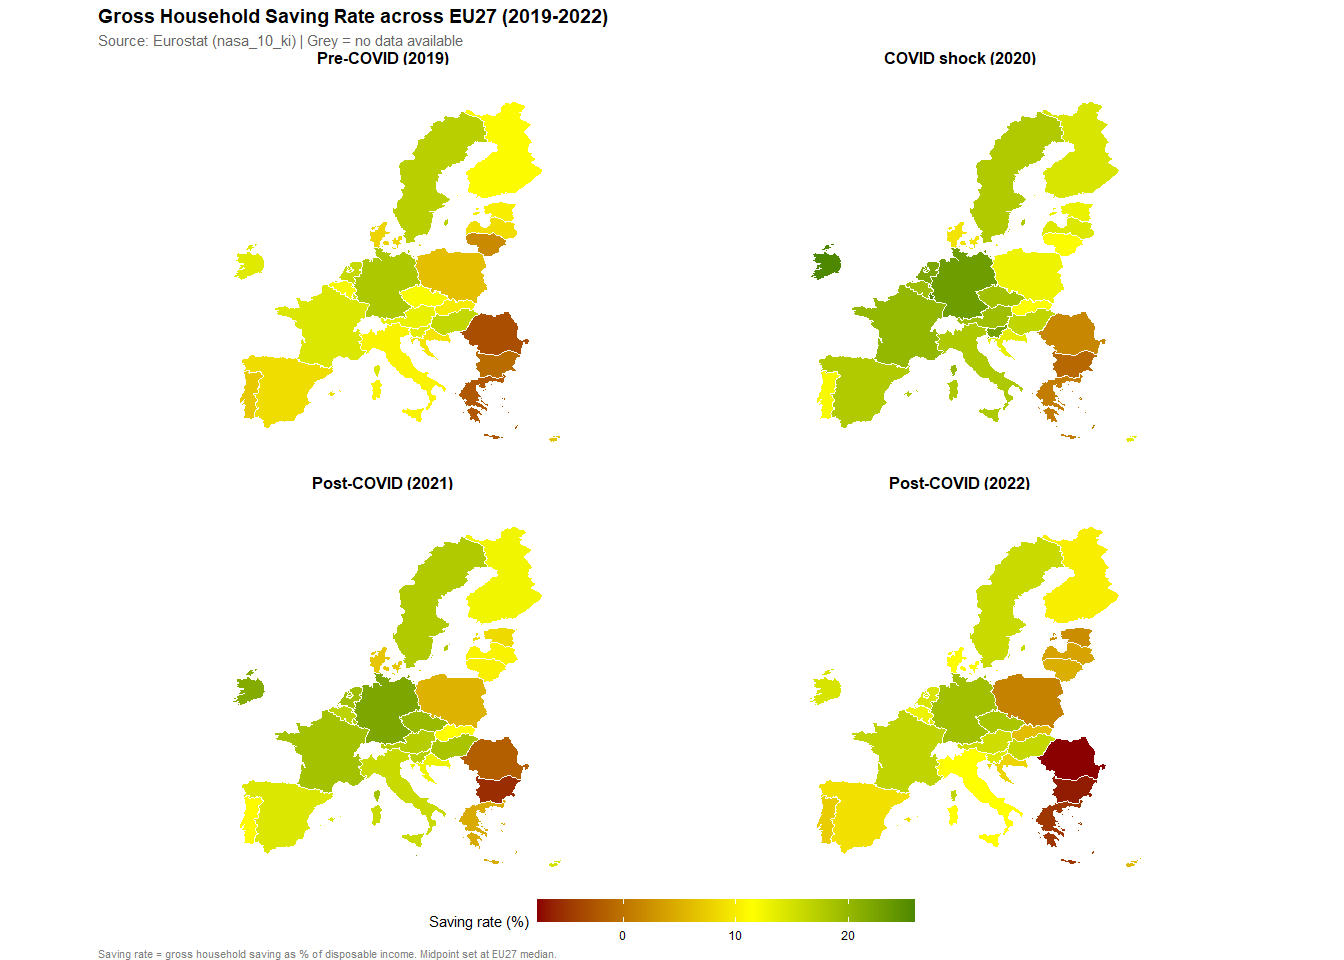 Gross Household Saving Rate across EU27 (2019-2022)
Source: Eurostat (nasa_10_ki) | Grey = no data available
Pre-COVID (2019)
COVID shock (2020)
Post-COVID (2021)
Post-COVID (2022)
Saving rate (%)
0 10 20
Saving rate = gross household saving as % of disposable income. Midpoint set at EU27 median.